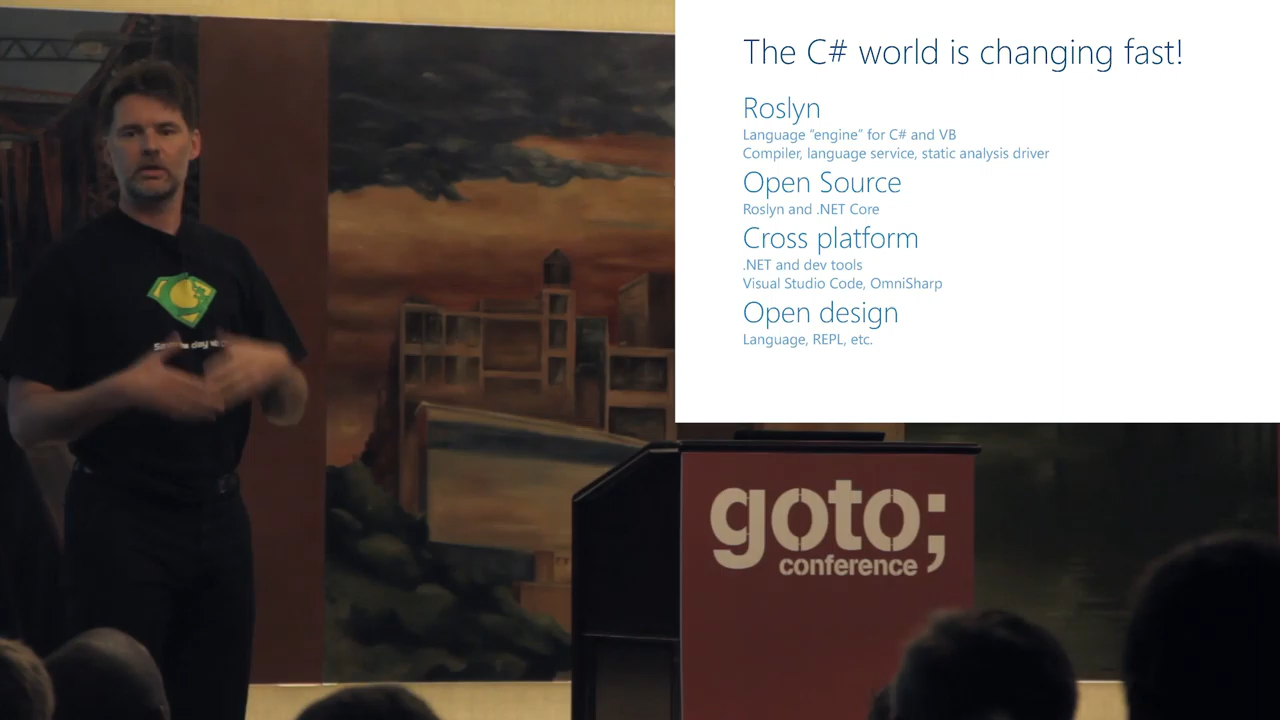 The C# world is changing fast!
Roslyn
Language “engine” for C# and VB
Compiler, language service, static analysis driver
Open Source
Roslyn and .NET Core
Cross platform
.NET and dev tools
Visual Studio Code, OmniSharp
Open design
Language, REPL, etc.
day
goto;
conference